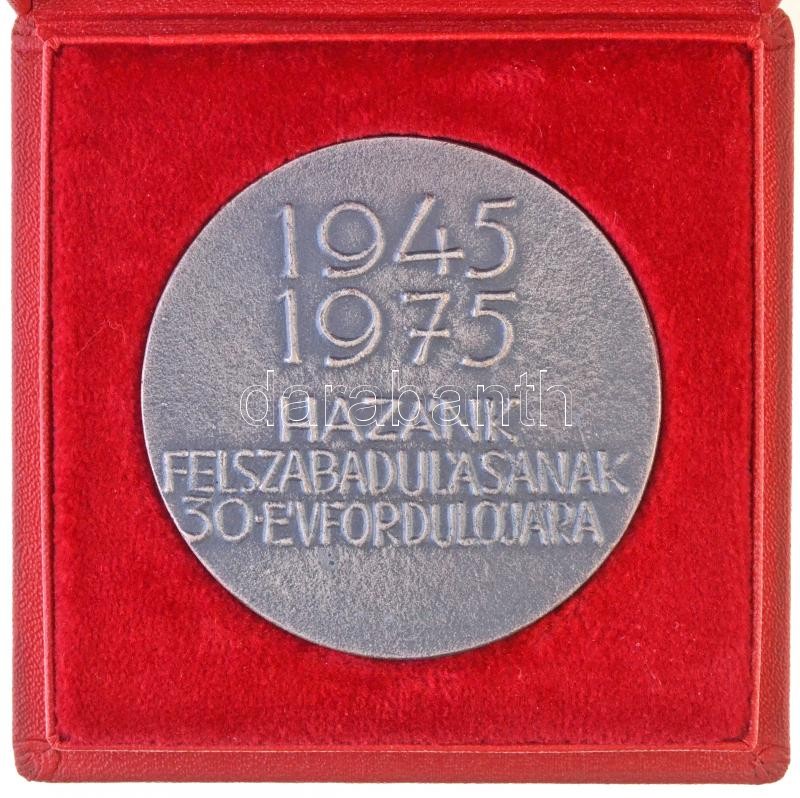 1945
1975
HAZÁNK
darabanth
FELSZABADULÁSÁNAK
30·ÉVFORDULÓJÁRA